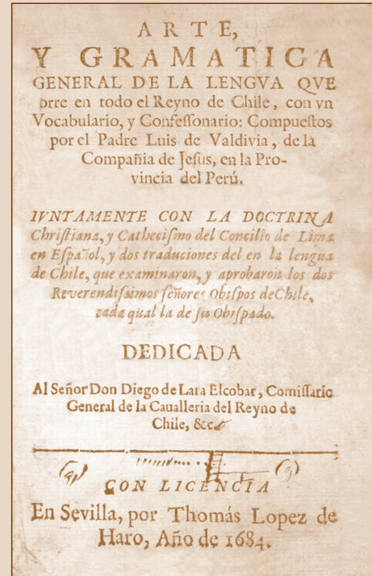 ARTE,
Y GRAMATICA
GENERAL DE LA LENGVA QVE
orre en todo el Reyno de Chile, con vn
Vocabulario, y Confeſſonario: Compueſtos
por el Padre Luis de Valdivia, de la
Compañia de Jeſus, en la Pro-
vincia del Perú.
IVNTAMENTE CON LA DOCTRINA
Chriſtiana, y Catheciſmo del Concilio de Lima
en Eſpañol, y dos traduciones del en la lengua
de Chile, que examinaron, y aprobaron los dos
Reverendiſsimos ſeñores Obiſpos de Chile,
cada qual la de ſu Obiſpado.
DEDICADA
Al Señor Don Diego de Lara Eſcobar, Comiſſario
General de la Caualleria del Reyno de
Chile, &c.
CON LICENCIA
En Sevilla, por Thomás Lopez de
Haro, Año de 1684.